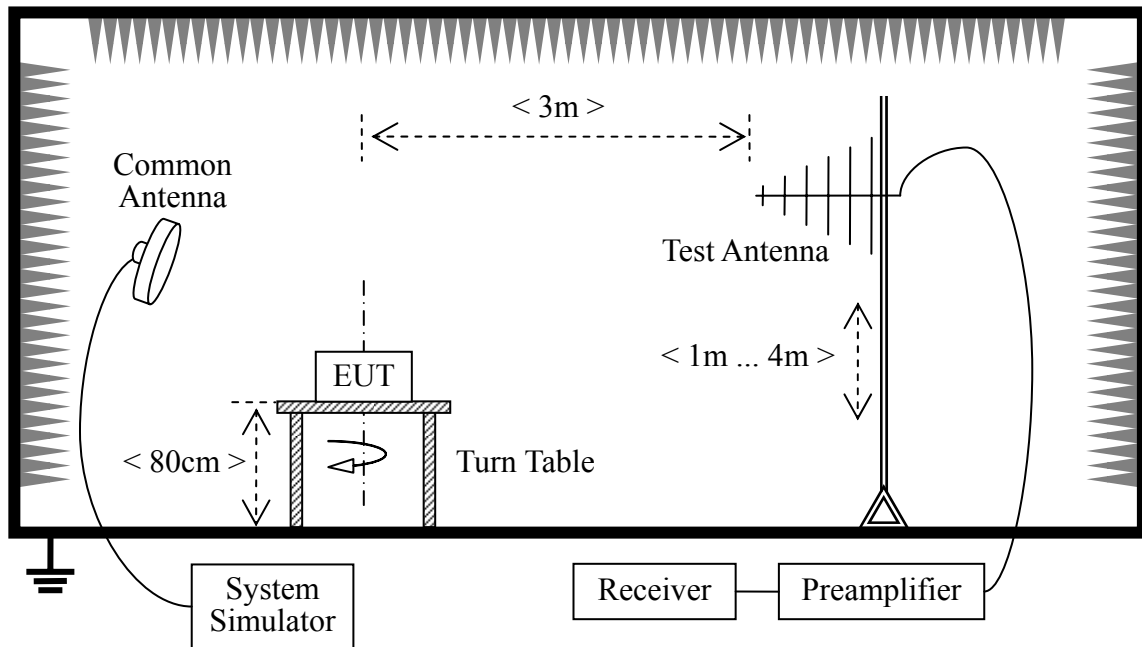 < 3m >
Common
Antenna
Test Antenna
< 1m ... 4m >
EUT
< 80cm >
Turn Table
System
Simulator
Receiver
Preamplifier